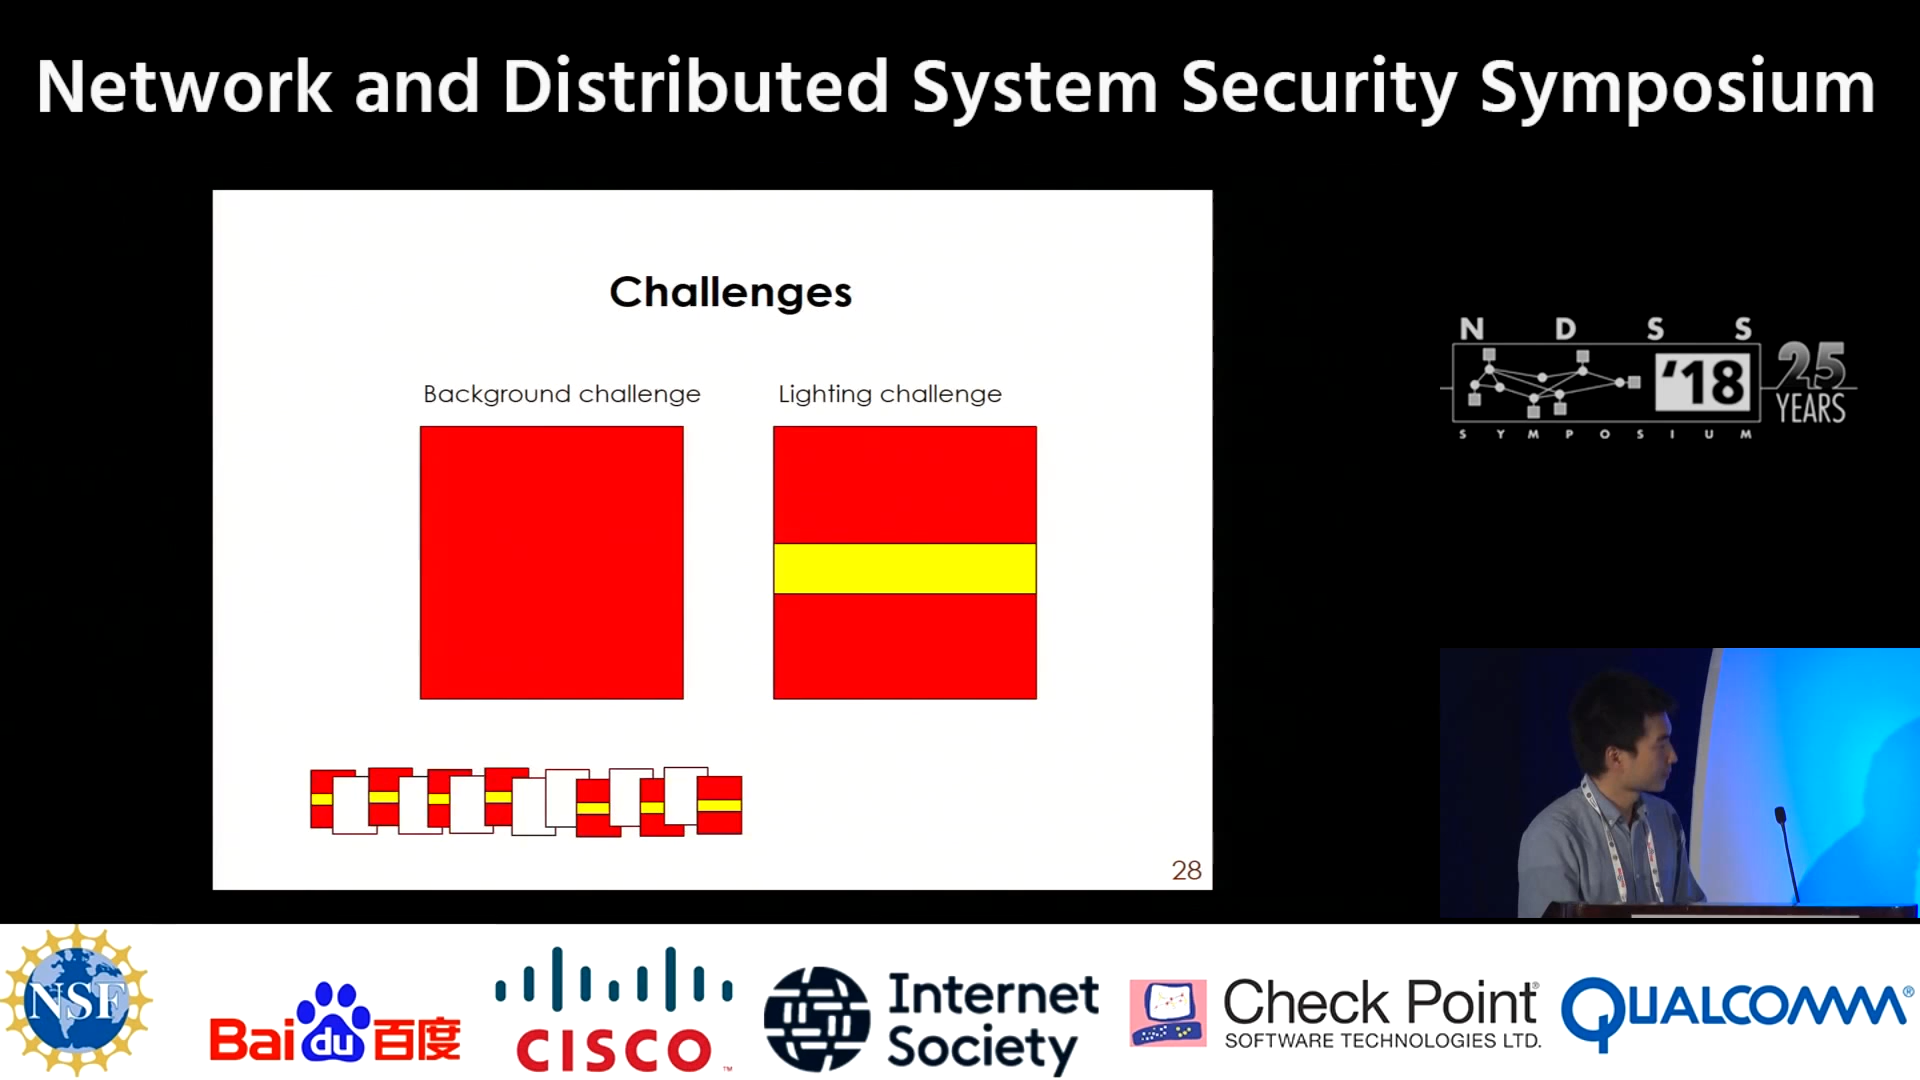 Network and Distributed System Security Symposium
Challenges
Background challenge
Lighting challenge
28
N D S S
'18
25
YEARS
S Y M P O S I U M
NSF
Bai du 百度
CISCO
TM
Internet
Society
Check Point
SOFTWARE TECHNOLOGIES LTD.
QUALCOMM®